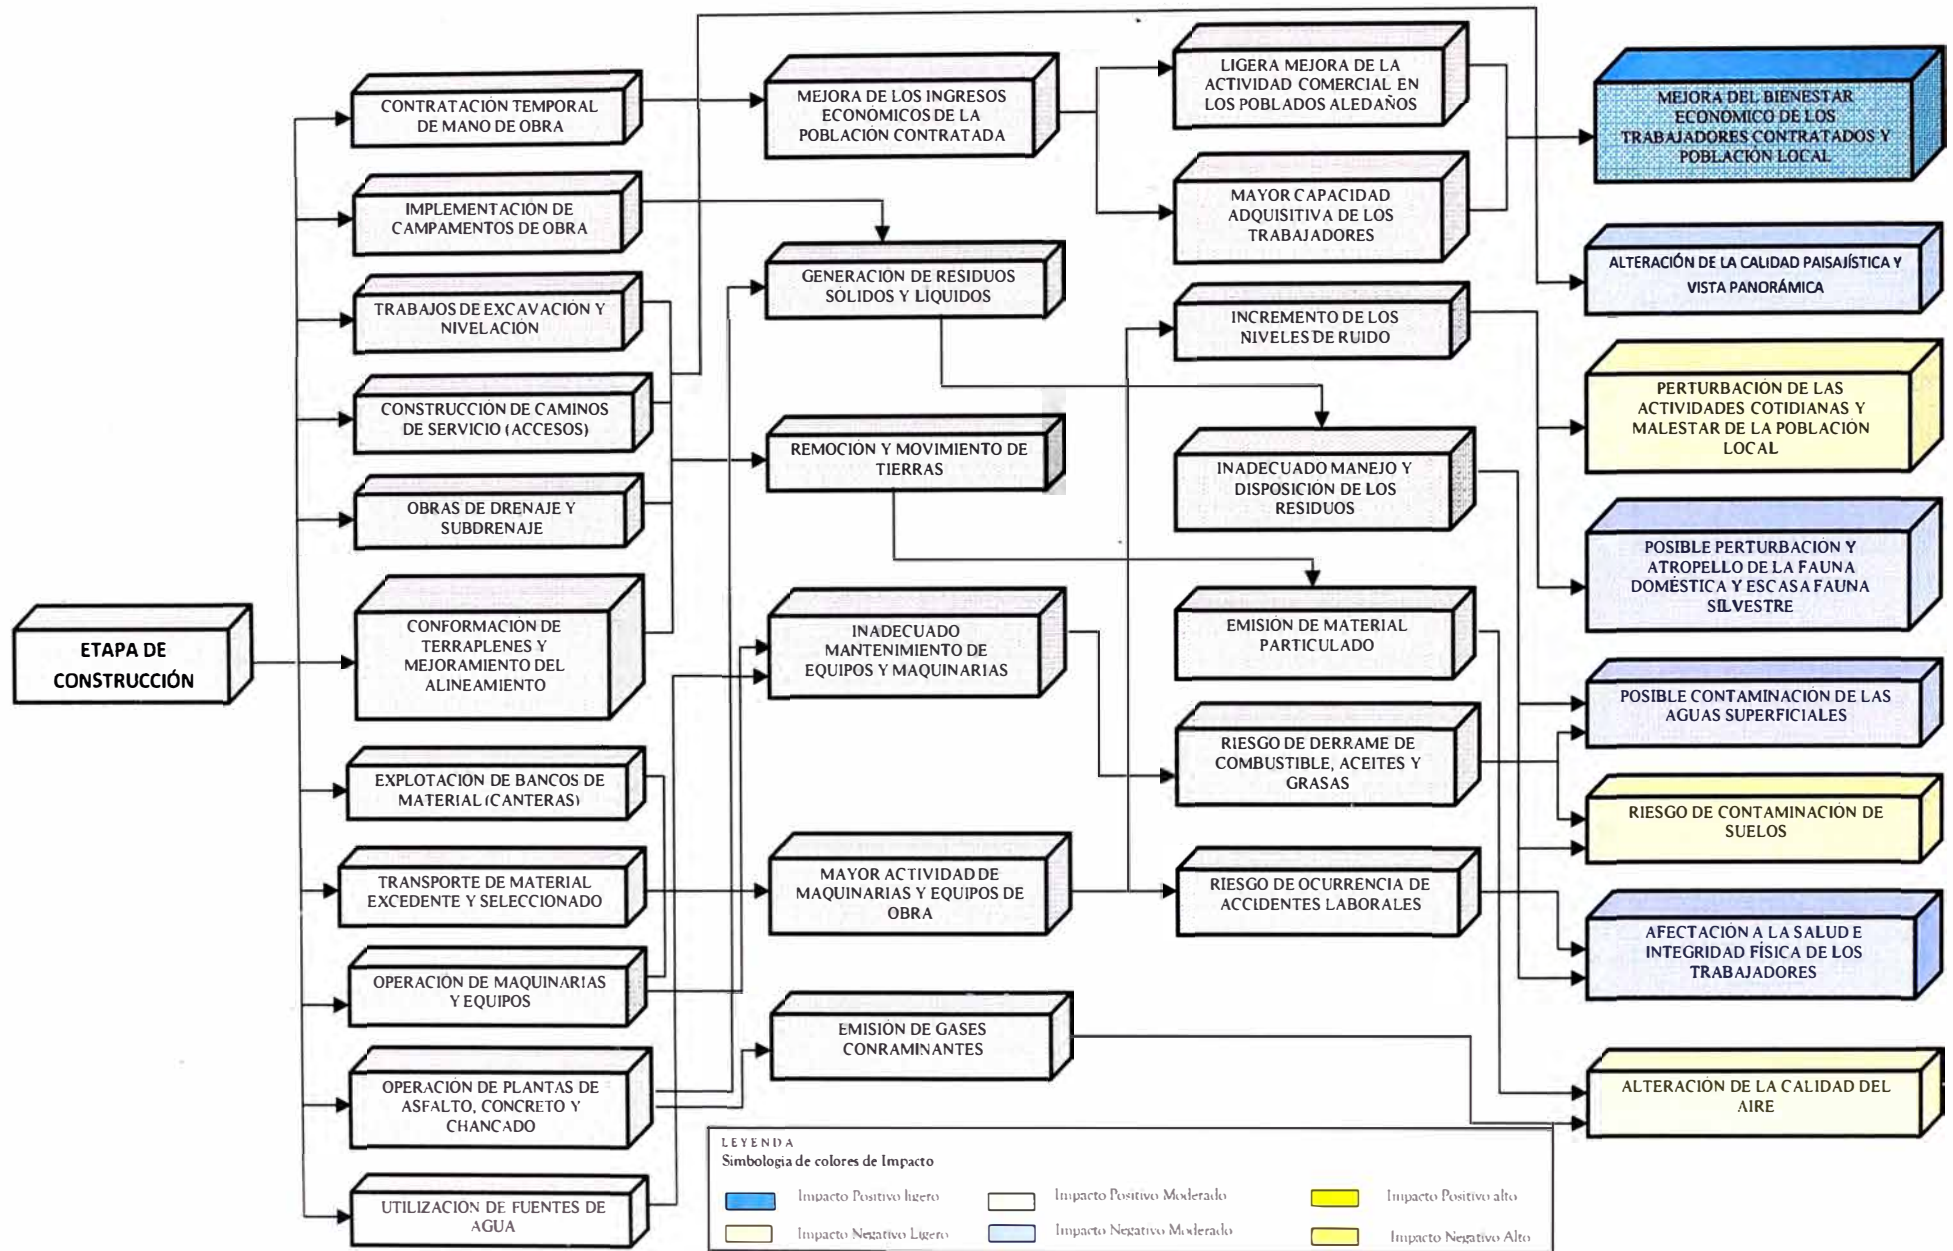 ETAPA DE
CONSTRUCCIÓN
CONTRATACIÓN TEMPORAL
DE MANO DE OBRA
IMPLEMENTACIÓN DE
CAMPAMENTOS DE OBRA
TRABAJOS DE EXCAVACIÓN Y
NIVELACIÓN
CONSTRUCCIÓN DE CAMINOS
DE SERVICIO (ACCESOS)
OBRAS DE DRENAJE Y
SUBDRENAJE
CONFORMACIÓN DE
TERRAPLENES Y
MEJORAMIENTO DEL
ALINEAMIENTO
EXPLOTACIÓN DE BANCOS DE
MATERIAL (CANTERAS)
TRANSPORTE DE MATERIAL
EXCEDENTE Y SELECCIONADO
OPERACIÓN DE MAQUINARIAS
Y EQUIPOS
OPERACIÓN DE PLANTAS DE
ASFALTO, CONCRETO Y
CHANCADO
UTILIZACIÓN DE FUENTES DE
AGUA
MEJORA DE LOS INGRESOS
ECONÓMICOS DE LA
POBLACIÓN CONTRATADA
GENERACIÓN DE RESIDUOS
SÓLIDOS Y LÍQUIDOS
REMOCIÓN Y MOVIMIENTO DE
TIERRAS
INADECUADO
MANTENIMIENTO DE
EQUIPOS Y MAQUINARIAS
MAYOR ACTIVIDAD DE
MAQUINARIAS Y EQUIPOS DE
OBRA
EMISIÓN DE GASES
CONRAMINANTES
LIGERA MEJORA DE LA
ACTIVIDAD COMERCIAL EN
LOS POBLADOS ALEDAÑOS
MAYOR CAPACIDAD
ADQUISITIVA DE LOS
TRABAJADORES
INCREMENTO DE LOS
NIVELES DE RUIDO
INADECUADO MANEJO Y
DISPOSICIÓN DE LOS
RESIDUOS
EMISIÓN DE MATERIAL
PARTICULADO
RIESGO DE DERRAME DE
COMBUSTIBLE, ACEITES Y
GRASAS
RIESGO DE OCURRENCIA DE
ACCIDENTES LABORALES
MEJORA DEL BIENESTAR
ECONÓMICO DE LOS
TRABAJADORES CONTRATADOS Y
POBLACIÓN LOCAL
ALTERACIÓN DE LA CALIDAD PAISAJÍSTICA Y
VISTA PANORÁMICA
PERTURBACIÓN DE LAS
ACTIVIDADES COTIDIANAS Y
MALESTAR DE LA POBLACIÓN
LOCAL
POSIBLE PERTURBACIÓN Y
ATROPELLO DE LA FAUNA
DOMÉSTICA Y ESCASA FAUNA
SILVESTRE
POSIBLE CONTAMINACIÓN DE LAS
AGUAS SUPERFICIALES
RIESGO DE CONTAMINACIÓN DE
SUELOS
AFECTACIÓN A LA SALUD E
INTEGRIDAD FÍSICA DE LOS
TRABAJADORES
ALTERACIÓN DE LA CALIDAD DEL
AIRE
LEYENDA
Simbología de colores de Impacto
Impacto Positivo ligero
Impacto Positivo Moderado
Impacto Positivo alto
Impacto Negativo Ligero
Impacto Negativo Moderado
Impacto Negativo Alto